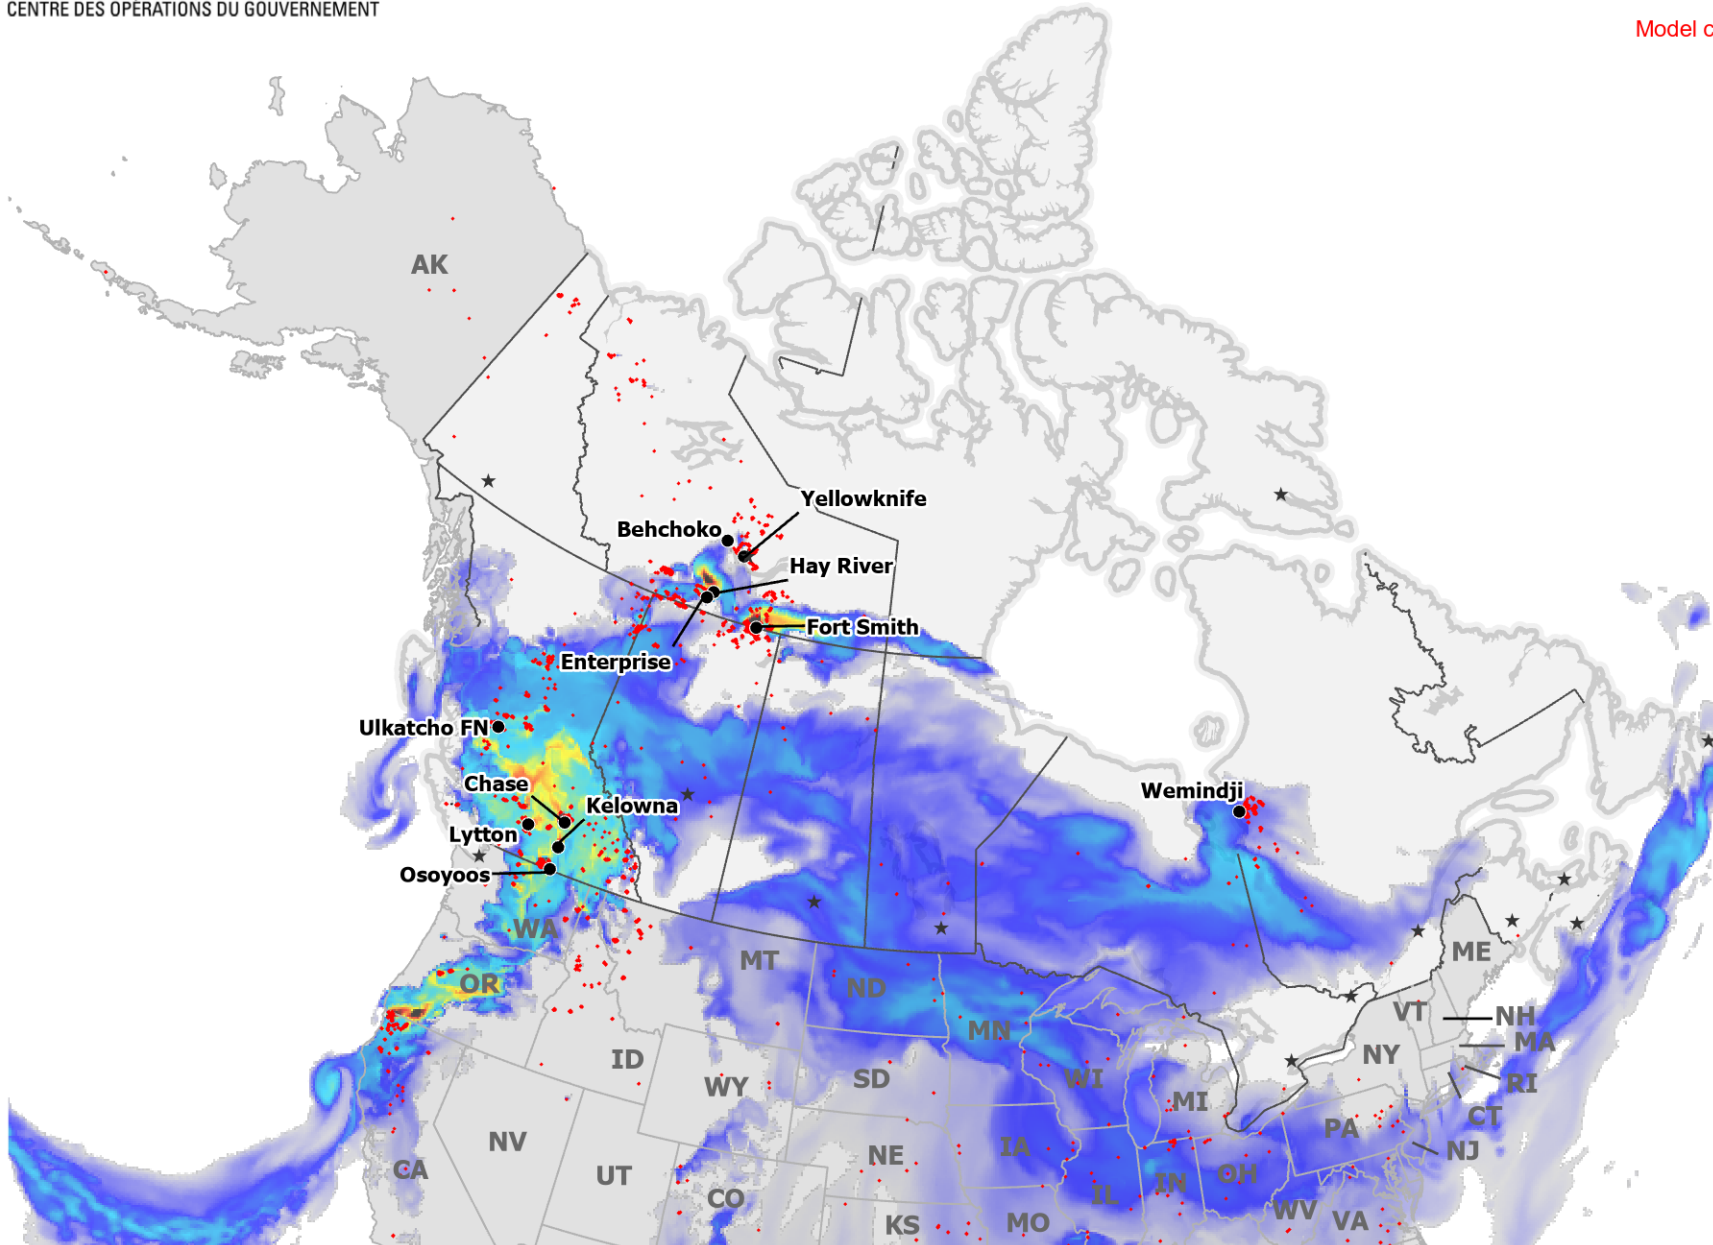 CENTRE DES OPÉRATIONS DU GOUVERNEMENT
Model c
AK
Yellowknife
Behchoko
Hay River
Fort Smith
Enterprise
Ulkatcho FN
Chase
Kelowna
Wemindji
Lytton
Osoyoos
WA
ME
MT
OR
ND
VT
NH
MN
MA
NY
ID
SD
WI
RI
WY
MI
CT
PA
NV
IA
NJ
NE
CA
UT
OH
IN
IL
CO
WV
VA
KS
MO